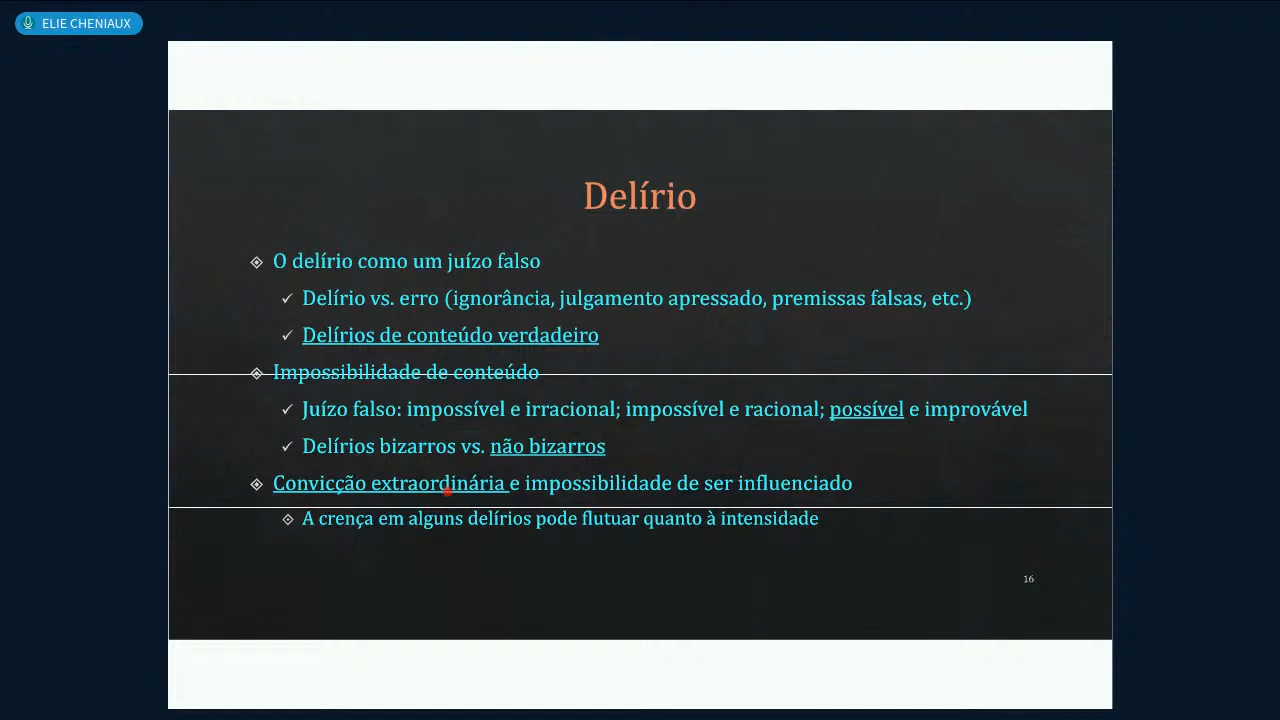 ELIE CHENIAUX
Delírio
O delírio como um juízo falso
Delírio vs. erro (ignorância, julgamento apressado, premissas falsas, etc.)
Delírios de conteúdo verdadeiro
Impossibilidade de conteúdo
Juízo falso: impossível e irracional; impossível e racional; possível e improvável
Delírios bizarros vs. não bizarros
Convicção extraordinária e impossibilidade de ser influenciado
A crença em alguns delírios pode flutuar quanto à intensidade
16